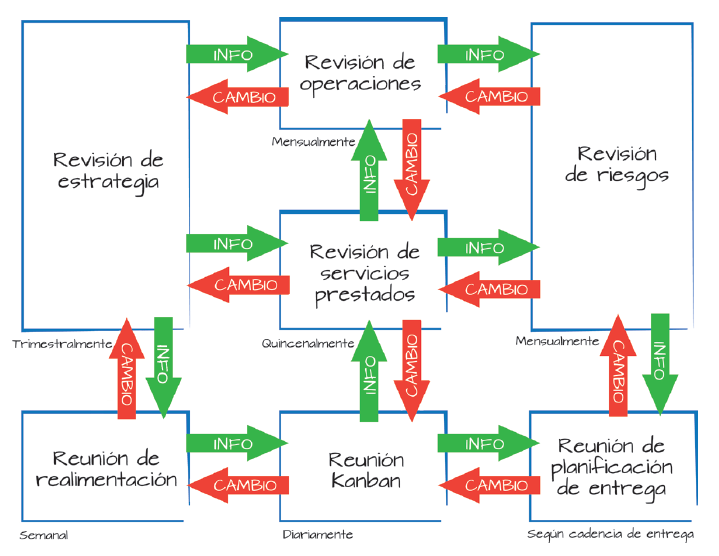 INFO
CAMBIO
Revisión de
operaciones
Mensualmente
INFO
CAMBIO
Revisión de
estrategia
Trimestralmente
INFO
CAMBIO
Revisión
de riesgos
Mensualmente
INFO
CAMBIO
Revisión de
servicios
prestados
Quincenalmente
INFO
CAMBIO
CAMBIO
INFO
INFO
CAMBIO
CAMBIO
INFO
Reunión de
realimentación
Semanal
INFO
CAMBIO
Reunión
Kanban
Diariamente
INFO
CAMBIO
Reunión de
planificación
de entrega
Según cadencia de entrega